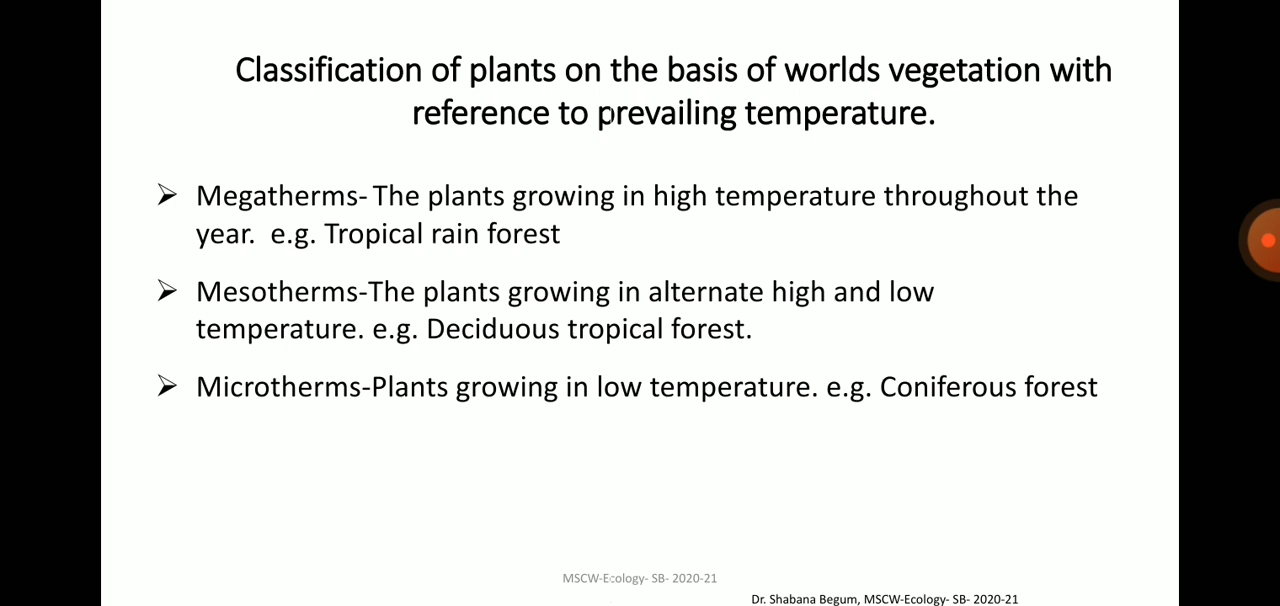 Classification of plants on the basis of worlds vegetation with
reference to prevailing temperature.
➢ Megatherms- The plants growing in high temperature throughout the
year.  e.g. Tropical rain forest
➢ Mesotherms-The plants growing in alternate high and low
temperature. e.g. Deciduous tropical forest.
➢ Microtherms-Plants growing in low temperature. e.g. Coniferous forest
MSCW-Ecology- SB- 2020-21
Dr. Shabana Begum, MSCW-Ecology- SB- 2020-21